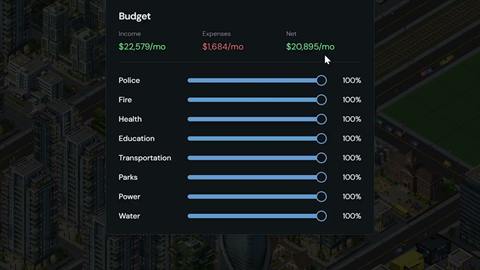 Budget
Income Expenses Net
$22,579/mo $1,684/mo $20,895/mo
Police 100%
Fire 100%
Health 100%
Education 100%
Transportation 100%
Parks 100%
Power 100%
Water 100%